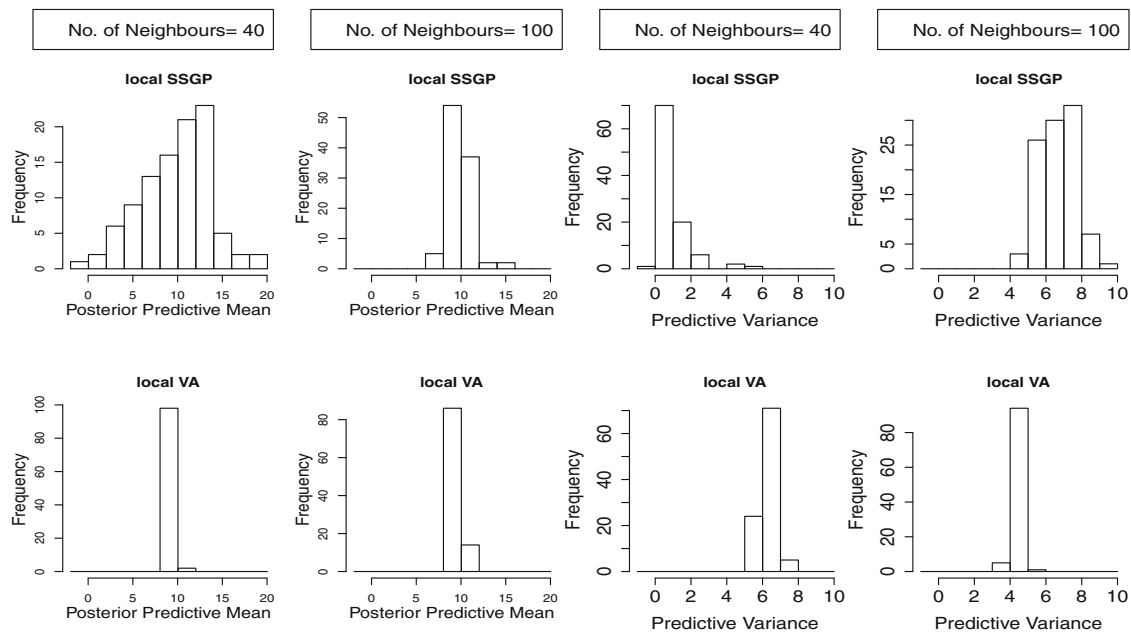 No. of Neighbours= 40
No. of Neighbours= 100
No. of Neighbours= 40
No. of Neighbours= 100
local SSGP
Frequency
0 5 10 15 20
0 5 10 15 20
Posterior Predictive Mean
local SSGP
Frequency
0 10 20 30 40 50
0 5 10 15 20
Posterior Predictive Mean
local SSGP
Frequency
0 20 40 60
0 2 4 6 8 10
Predictive Variance
local SSGP
Frequency
0 5 15 25
0 2 4 6 8 10
Predictive Variance
local VA
Frequency
0 20 40 60 80 100
0 5 10 15 20
Posterior Predictive Mean
local VA
Frequency
0 20 40 60 80
0 5 10 15 20
Posterior Predictive Mean
local VA
Frequency
0 20 40 60
0 2 4 6 8 10
Predictive Variance
local VA
Frequency
0 20 40 60 80
0 2 4 6 8 10
Predictive Variance